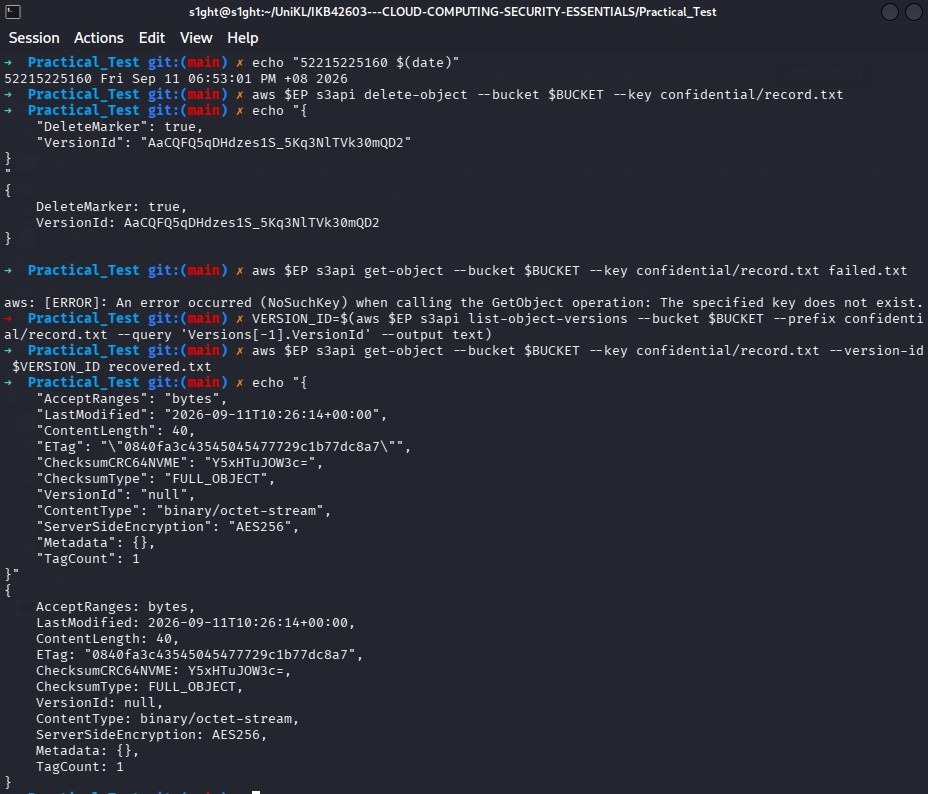 s1ght@s1ght:~/UniKL/IKB42603---CLOUD-COMPUTING-SECURITY-ESSENTIALS/Practical_Test
Session Actions Edit View Help
→ Practical_Test git:(main) ✗ echo "52215225160 $(date)"
52215225160 Fri Sep 11 06:53:01 PM +08 2026
→ Practical_Test git:(main) ✗ aws $EP s3api delete-object --bucket $BUCKET --key confidential/record.txt
→ Practical_Test git:(main) ✗ echo "{
    "DeleteMarker": true,
    "VersionId": "AaCQFQ5qDHdzes1S_5Kq3NlTVk30mQD2"
}
"
{
    DeleteMarker: true,
    VersionId: AaCQFQ5qDHdzes1S_5Kq3NlTVk30mQD2
}
→ Practical_Test git:(main) ✗ aws $EP s3api get-object --bucket $BUCKET --key confidential/record.txt failed.txt
aws: [ERROR]: An error occurred (NoSuchKey) when calling the GetObject operation: The specified key does not exist.
→ Practical_Test git:(main) ✗ VERSION_ID=$(aws $EP s3api list-object-versions --bucket $BUCKET --prefix confidenti
al/record.txt --query 'Versions[-1].VersionId' --output text)
→ Practical_Test git:(main) ✗ aws $EP s3api get-object --bucket $BUCKET --key confidential/record.txt --version-id
 $VERSION_ID recovered.txt
→ Practical_Test git:(main) ✗ echo "{
    "AcceptRanges": "bytes",
    "LastModified": "2026-09-11T10:26:14+00:00",
    "ContentLength": 40,
    "ETag": "\"0840fa3c43545045477729c1b77dc8a7\"",
    "ChecksumCRC64NVME": "Y5xHTuJOW3c=",
    "ChecksumType": "FULL_OBJECT",
    "VersionId": "null",
    "ContentType": "binary/octet-stream",
    "ServerSideEncryption": "AES256",
    "Metadata": {},
    "TagCount": 1
}"
{
    AcceptRanges: bytes,
    LastModified: 2026-09-11T10:26:14+00:00,
    ContentLength: 40,
    ETag: "0840fa3c43545045477729c1b77dc8a7",
    ChecksumCRC64NVME: Y5xHTuJOW3c=,
    ChecksumType: FULL_OBJECT,
    VersionId: null,
    ContentType: binary/octet-stream,
    ServerSideEncryption: AES256,
    Metadata: {},
    TagCount: 1
}